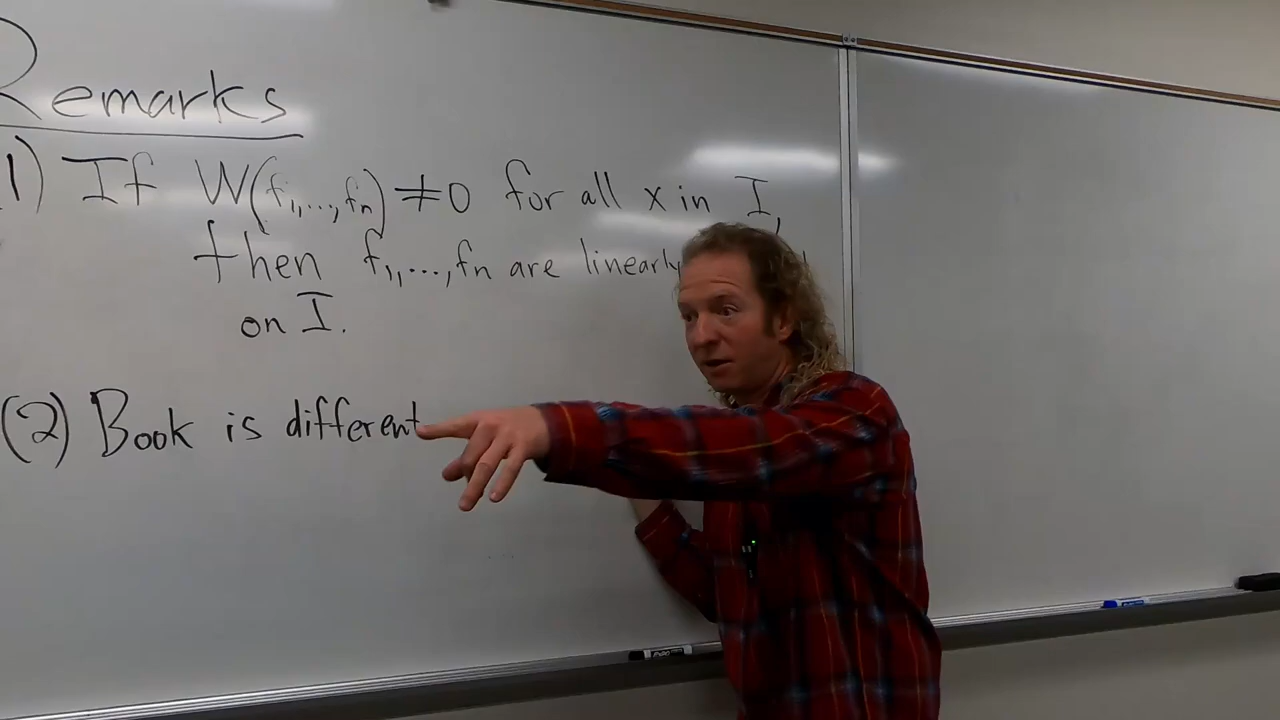 Remarks
1) If W(f₁,...,fₙ) ≠ 0 for all x in I,
then f₁,...,fₙ are linearly
on I.
(2) Book is different
EXPO